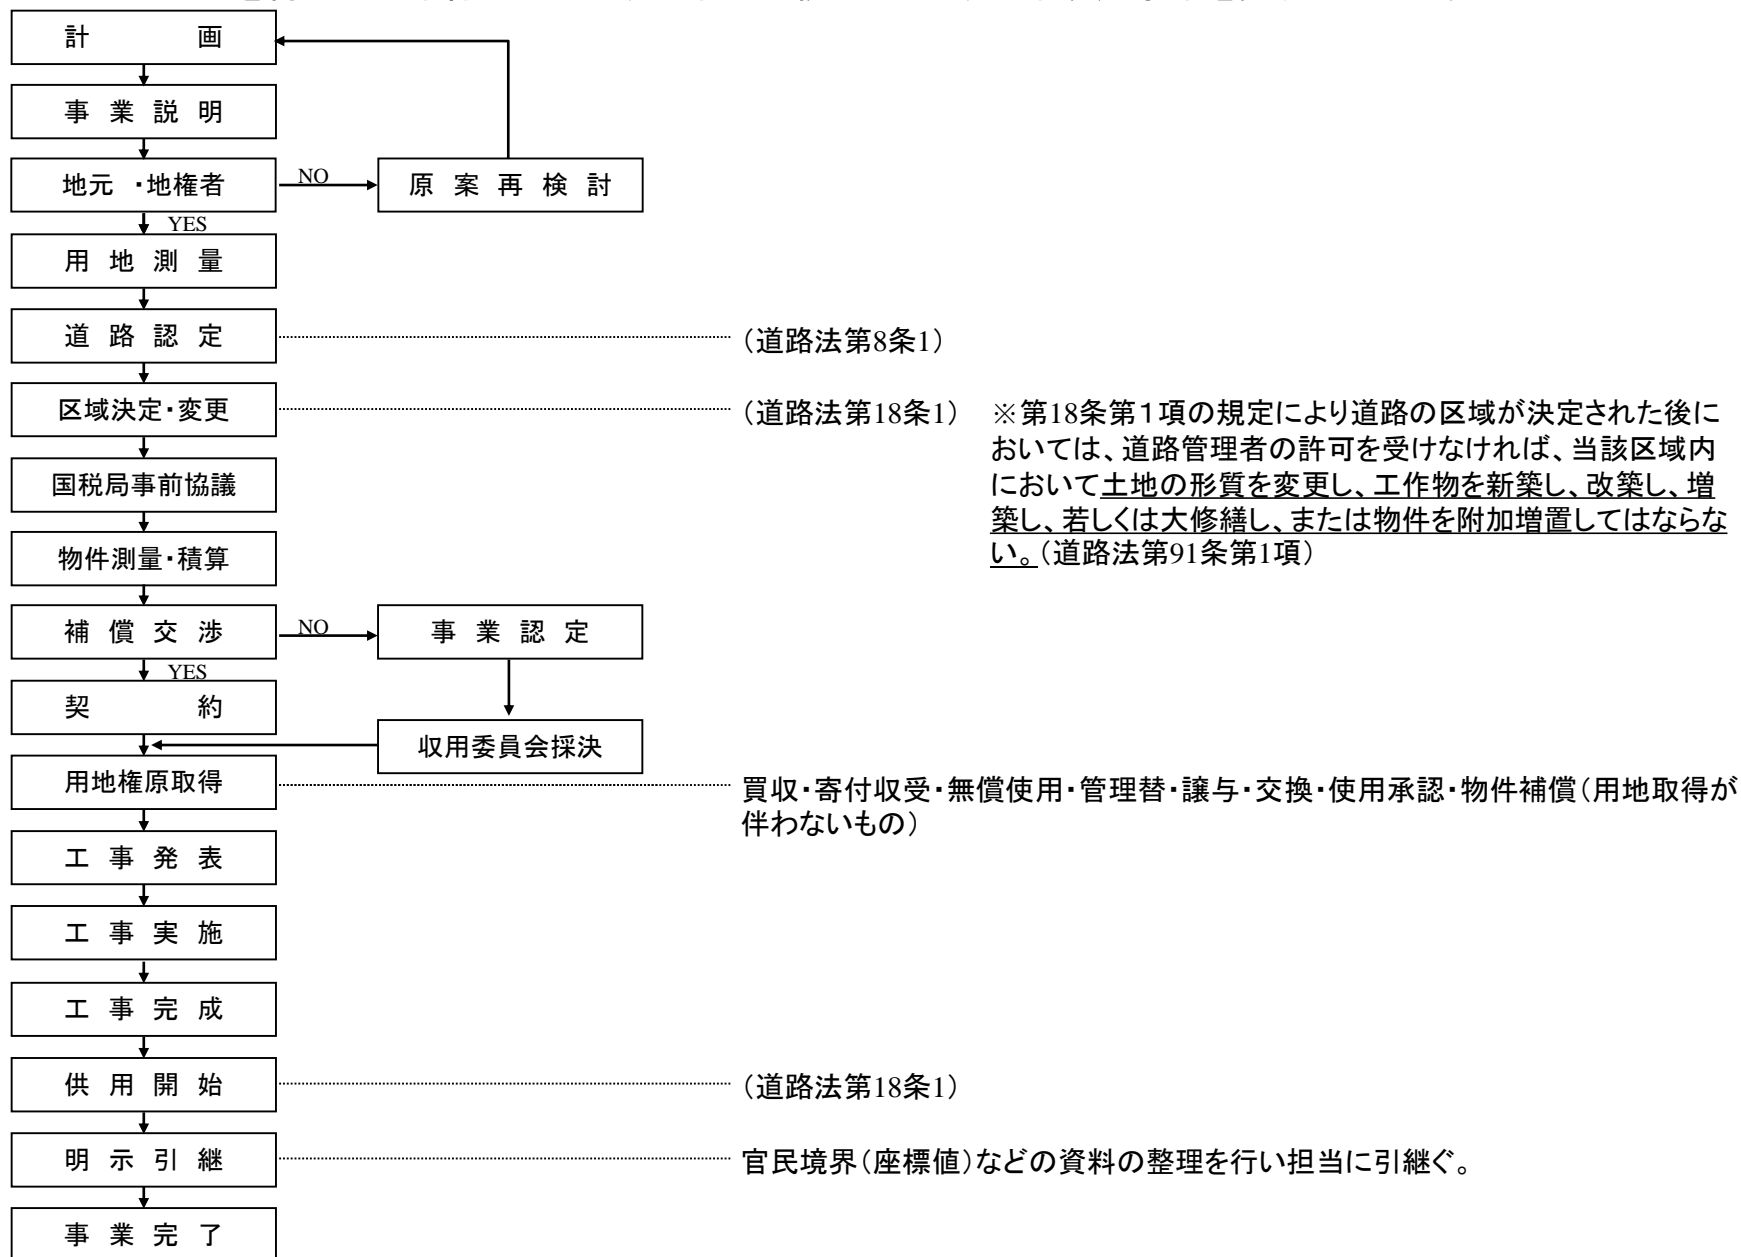 計 画
事 業 説 明
地元 ・地権者
NO
原 案 再 検 討
YES
用 地 測 量
道 路 認 定
（道路法第8条1）
区域決定・変更
（道路法第18条1）
※第18条第１項の規定により道路の区域が決定された後に
おいては、道路管理者の許可を受けなければ、当該区域内
において土地の形質を変更し、工作物を新築し、改築し、増
築し、若しくは大修繕し、または物件を附加増置してはならな
い。（道路法第91条第1項）
国税局事前協議
物件測量・積算
補 償 交 渉
NO
事 業 認 定
YES
契 約
収用委員会採決
用地権原取得
買収・寄付収受・無償使用・管理替・譲与・交換・使用承認・物件補償（用地取得が
伴わないもの）
工 事 発 表
工 事 実 施
工 事 完 成
供 用 開 始
（道路法第18条1）
明 示 引 継
官民境界（座標値）などの資料の整理を行い担当に引継ぐ。
事 業 完 了